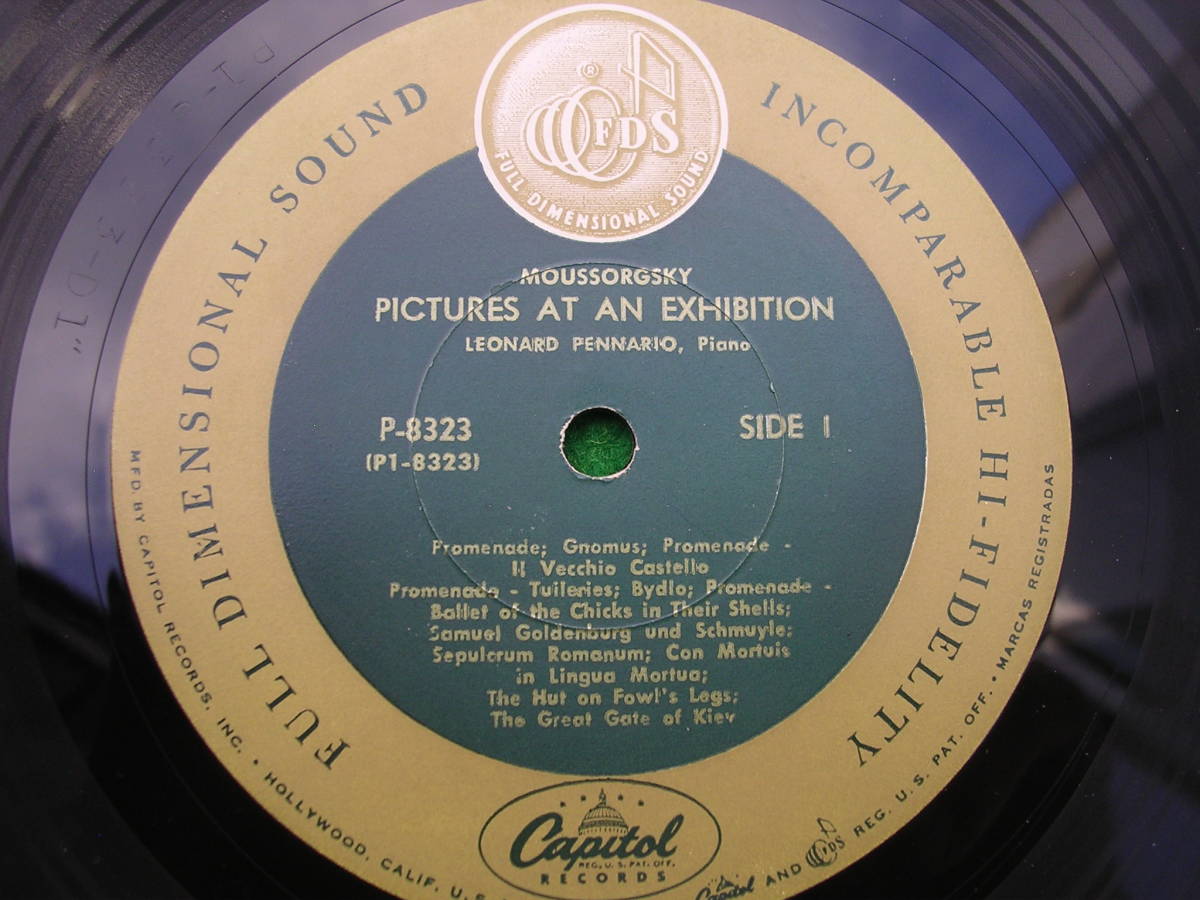 ®
FDS
FULL DIMENSIONAL SOUND
FULL DIMENSIONAL SOUND
INCOMPARABLE HI-FIDELITY
MOUSSORGSKY
PICTURES AT AN EXHIBITION
LEONARD PENNARIO, Piano
P-8323
(P1-8323)
SIDE 1
Promenade; Gnomus; Promenade -
Il Vecchio Castello
Promenade - Tuileries; Bydlo; Promenade -
Ballet of the Chicks in Their Shells;
Samuel Goldenburg und Schmuyle;
Sepulcrum Romanum; Con Mortuis
in Lingua Mortua;
The Hut on Fowl's Legs;
The Great Gate of Kiev
Capitol
REG. U.S. PAT. OFF.
RECORDS
MFD. BY CAPITOL RECORDS, INC. • HOLLYWOOD, CALIF. U.S.
Capitol AND FDS REG. U.S. PAT. OFF. • MARCAS REGISTRADAS